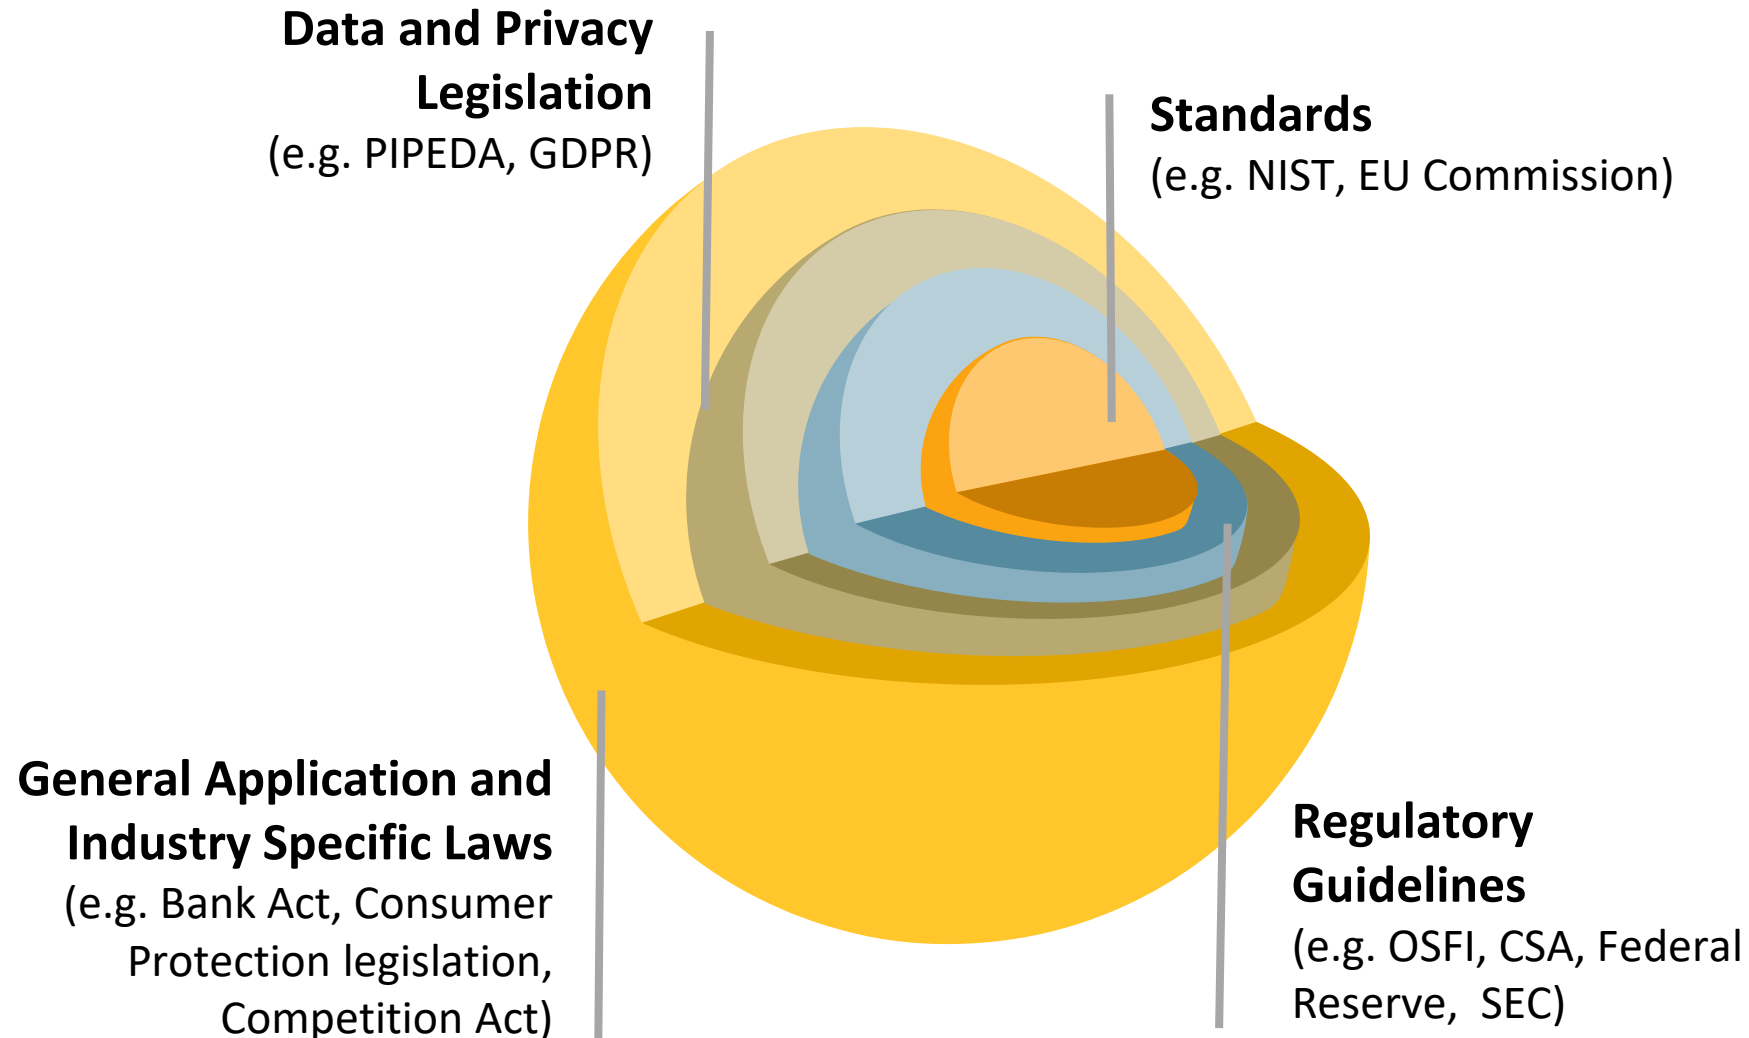 Data and Privacy
Legislation
(e.g. PIPEDA, GDPR)
Standards
(e.g. NIST, EU Commission)
General Application and
Industry Specific Laws
(e.g. Bank Act, Consumer
Protection legislation,
Competition Act)
Regulatory
Guidelines
(e.g. OSFI, CSA, Federal
Reserve,  SEC)